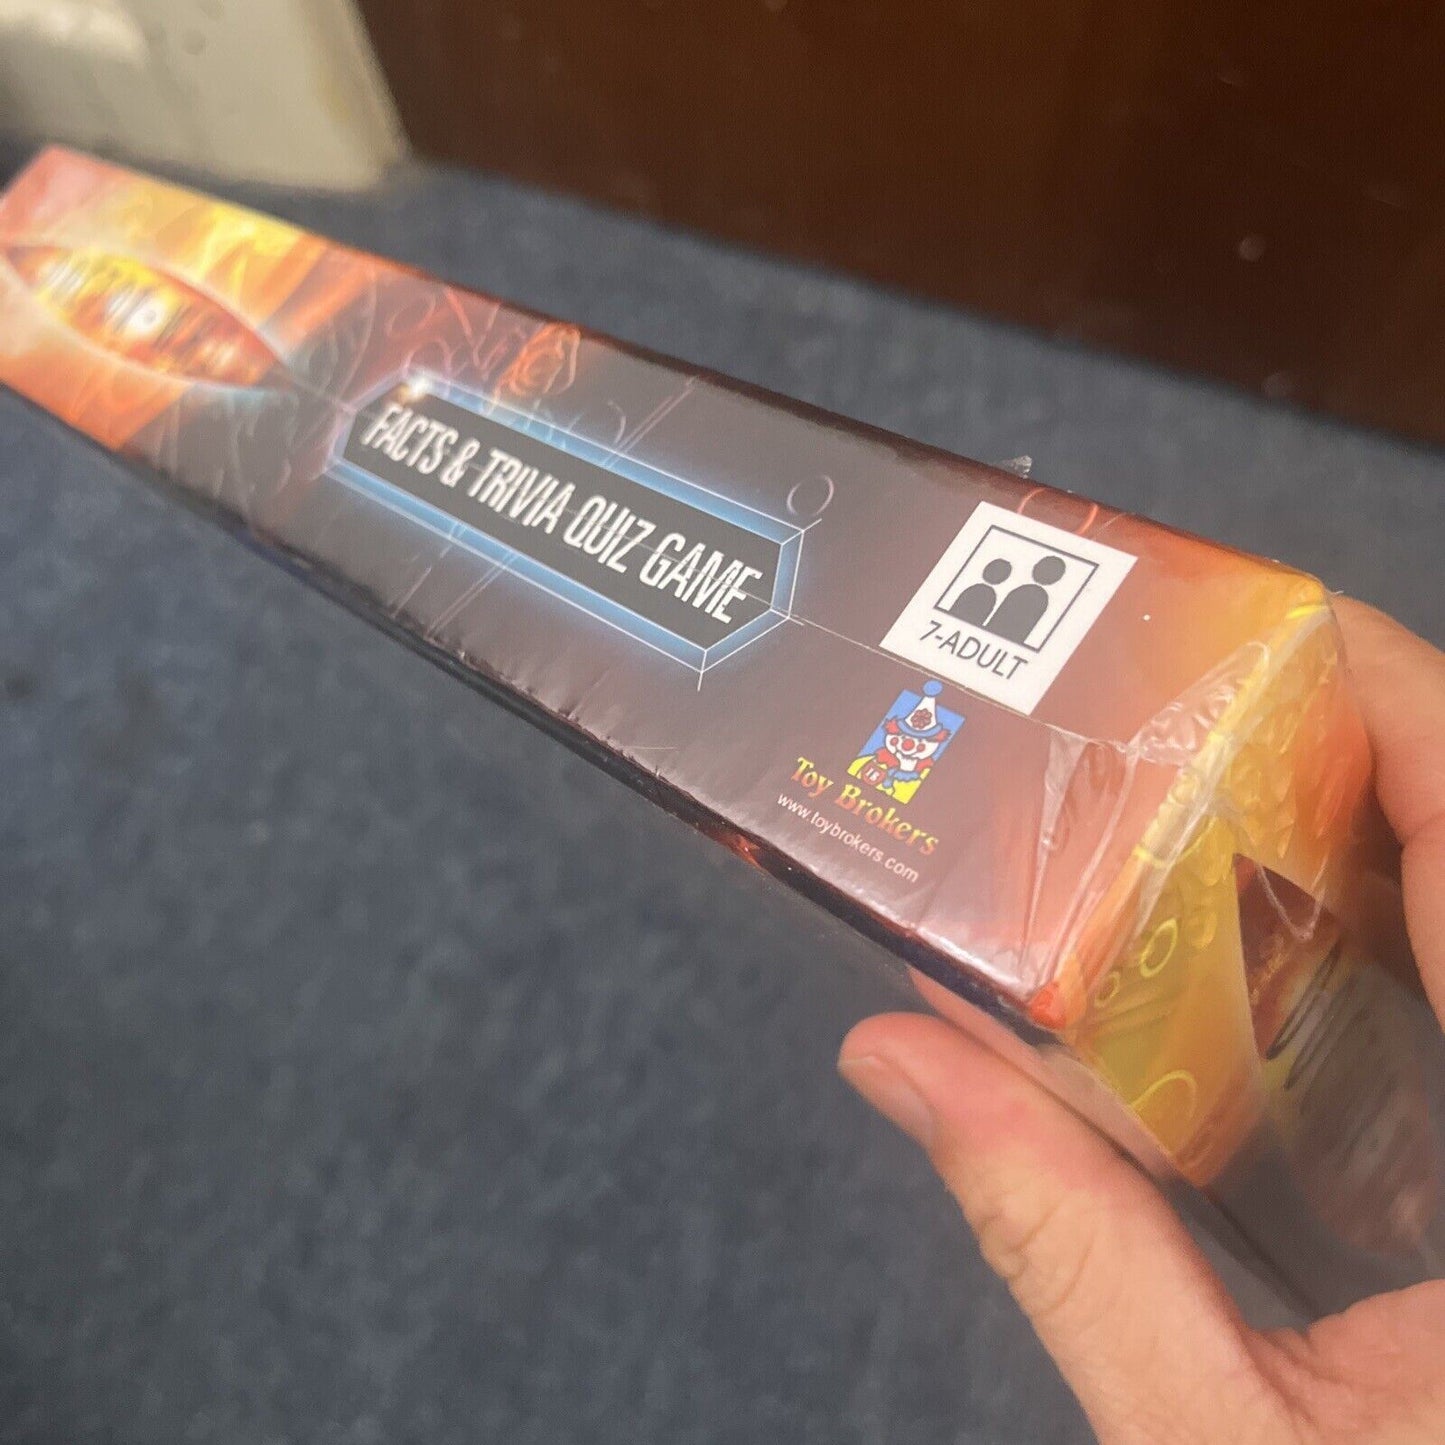 FACTS & TRIVIA QUIZ GAME
7-ADULT
Toy Brokers
www.toybrokers.com